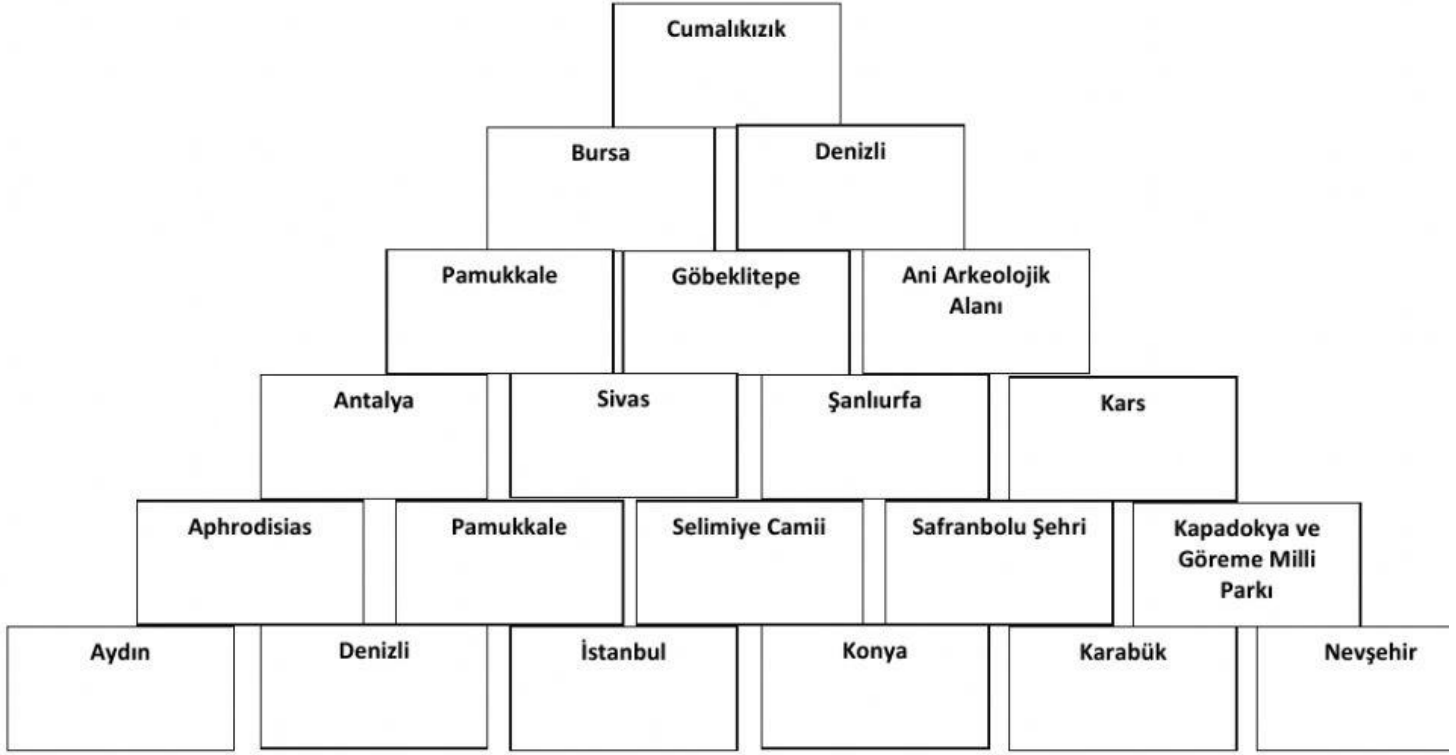 Cumalıkızık
Bursa
Denizli
Pamukkale
Göbeklitepe
Ani Arkeolojik
Alanı
Antalya
Sivas
Şanlıurfa
Kars
Aphrodisias
Pamukkale
Selimiye Camii
Safranbolu Şehri
Kapadokya ve
Göreme Milli
Parkı
Aydın
Denizli
İstanbul
Konya
Karabük
Nevşehir